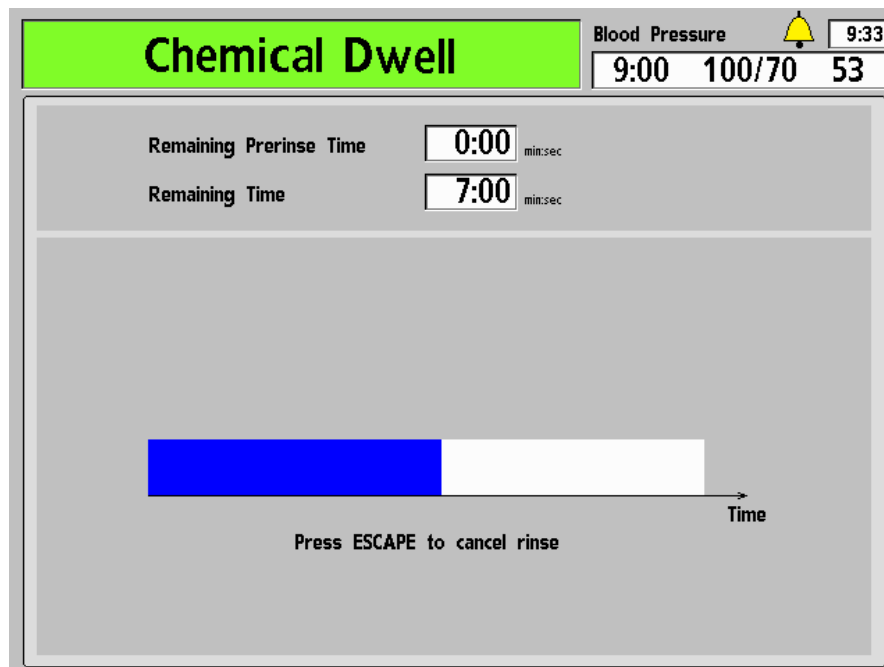 Chemical Dwell
Blood Pressure
9:33
9:00 100/70 53
Remaining Prerinse Time 0:00 min:sec
Remaining Time 7:00 min:sec
Time
Press ESCAPE to cancel rinse